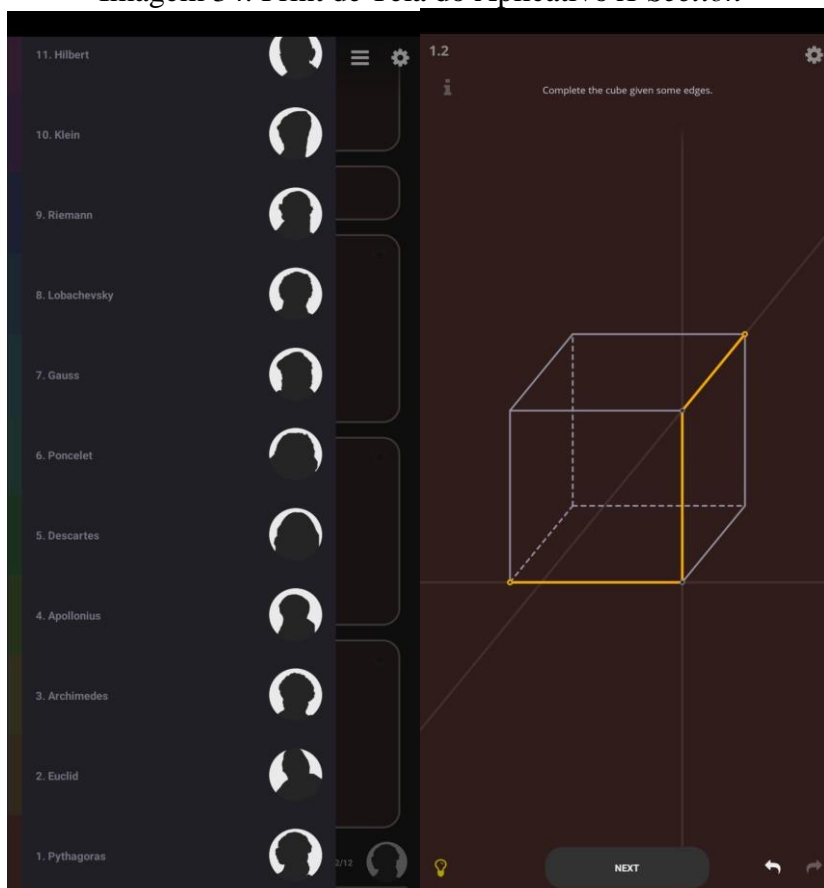 Imagem Print de Tela do Aplicativo X-Section
11. Hilbert
10. Klein
9. Riemann
8. Lobachevsky
7. Gauss
6. Poncelet
5. Descartes
4. Apollonius
3. Archimedes
2. Euclid
1. Pythagoras
2/12
1.2
i
Complete the cube given some edges.
NEXT